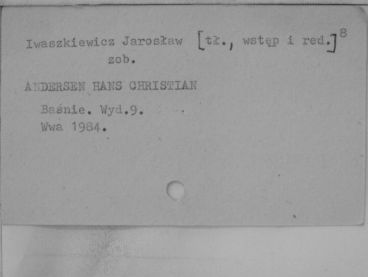 Iwaszkiewicz Jarosław [tł., wstęp i red.]8
zob.
ANDERSEN HANS CHRISTIAN
Baśnie. Wyd.9.
Wwa 1984.